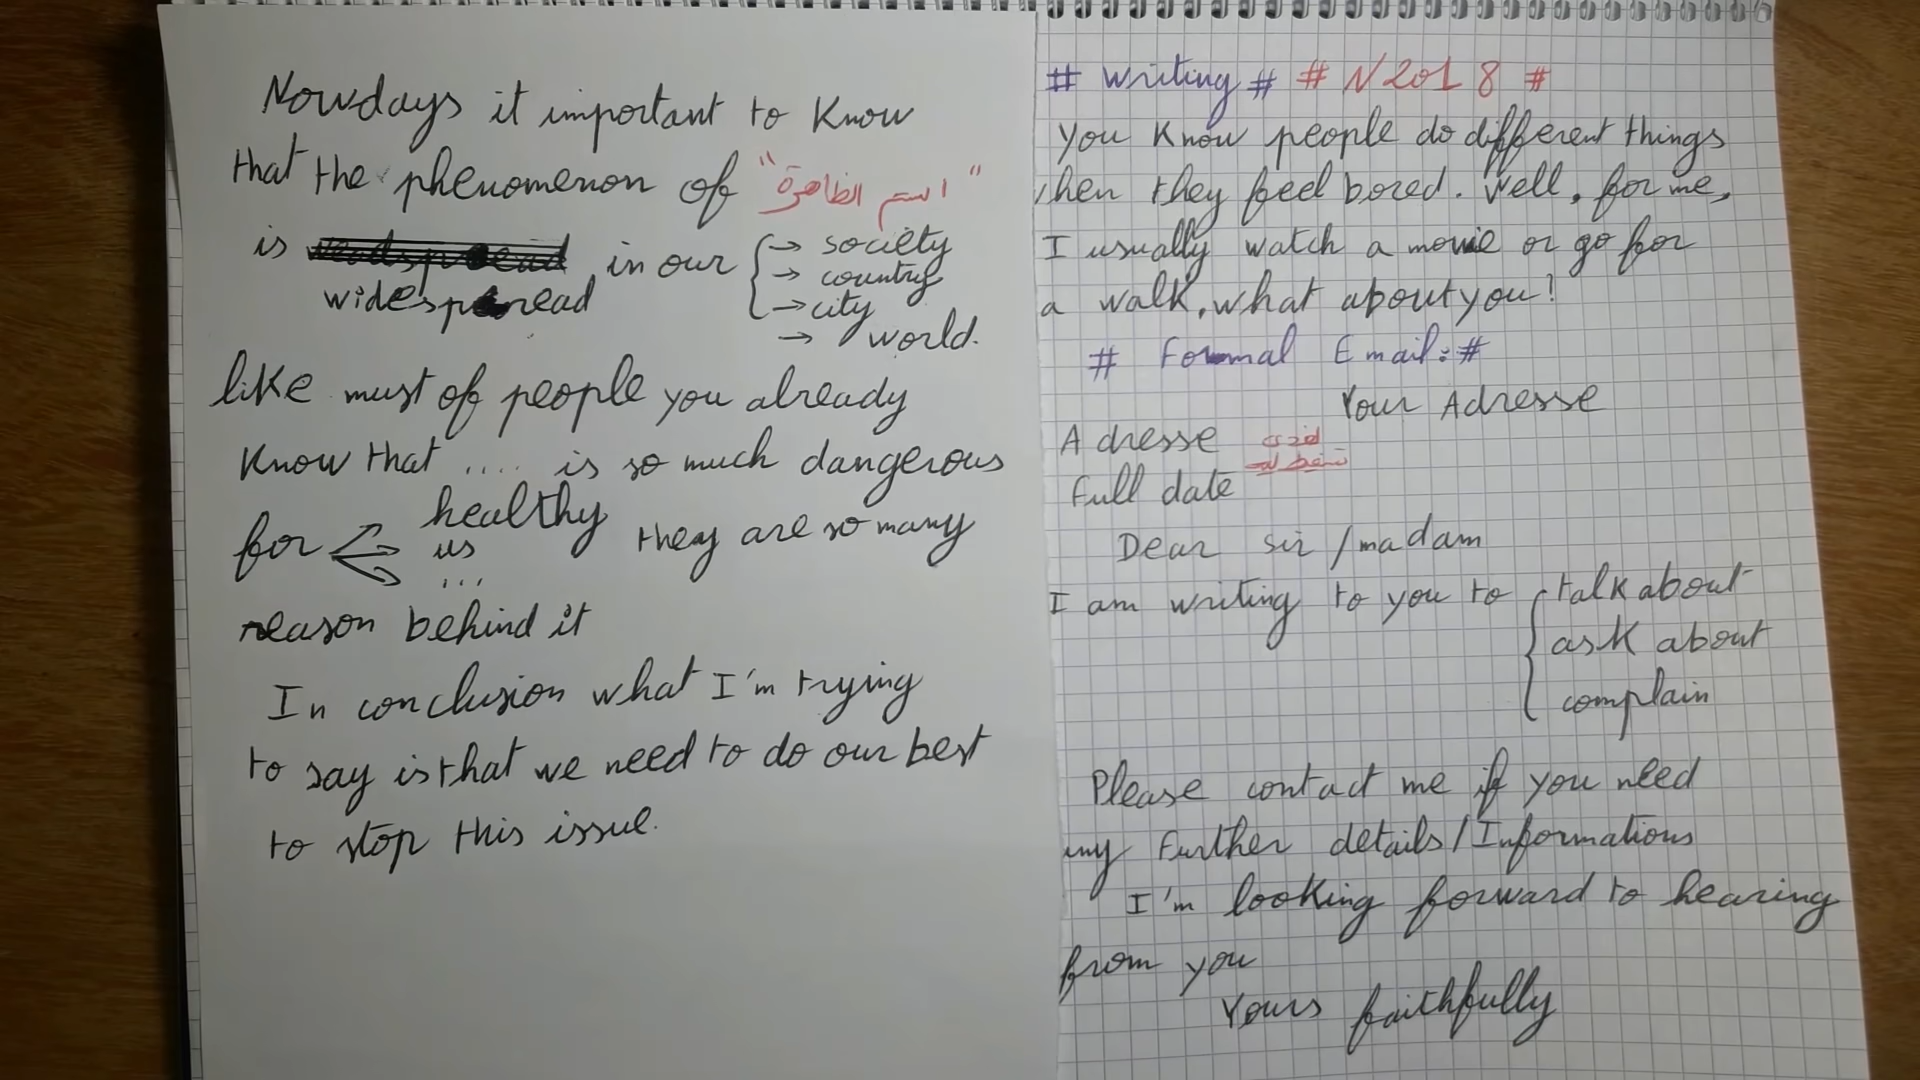 Nowdays it important to Know
that the phenomenon of "اسم الظاهرة"
is in our → society
→ country
widespread → city
→ world.
like must of people you already
Know that .... is so much dangerous
for healthy they are so many
us
...
reason behind it
In conclusion what I'm trying
to say is that we need to do our best
to stop this issue.
# Writing # # N 2018 #
You Know people do different things
when they feel bored. Well, for me,
I usually watch a movie or go for
a walk, what about you!
# Formal Email: #
Your Adresse
Adresse
Full date
Dear sir / madam
I am writing to you to talk about
ask about
complain
Please contact me if you need
any Further details / Informations
I'm looking forward to hearing
from you
Yours faithfully